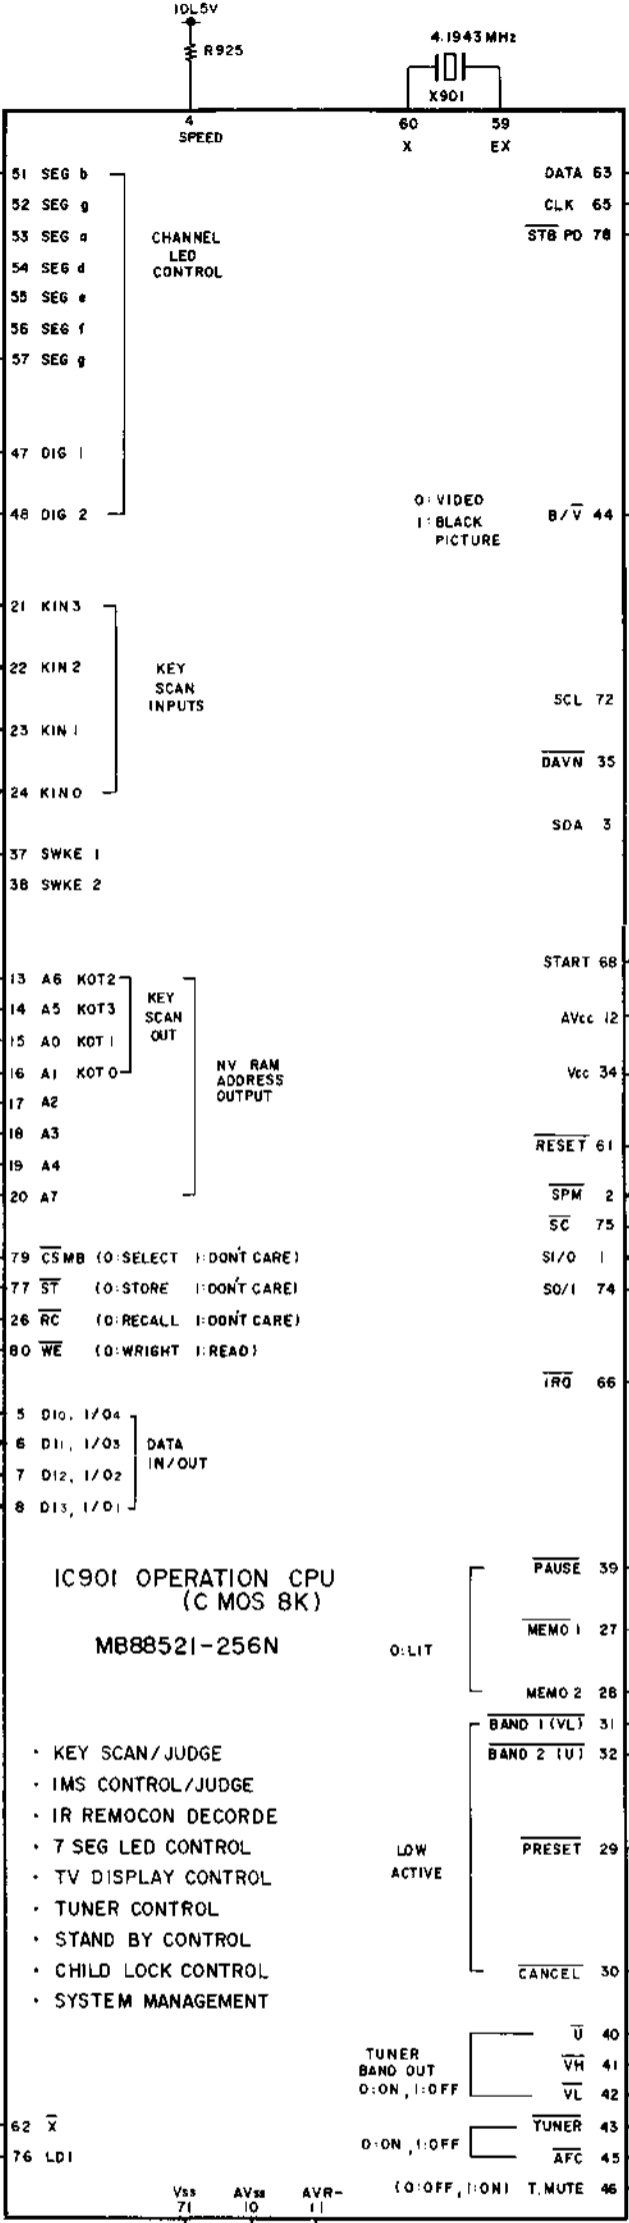 IDL5V
R925
4.1943MHz
X901
4
SPEED
60
X
59
EX
51 SEG b
52 SEG g
53 SEG a
54 SEG d
55 SEG e
56 SEG f
57 SEG g
47 DIG 1
48 DIG 2
CHANNEL
LED
CONTROL
DATA 63
CLK 65
STB PD 78
0:VIDEO
1:BLACK
PICTURE
B/V 44
21 KIN3
22 KIN2
23 KIN1
24 KIN0
KEY
SCAN
INPUTS
SCL 72
DAVN 35
SDA 3
37 SWKE 1
38 SWKE 2
13 A6 KOT2
14 A5 KOT3
15 A0 KOT1
16 A1 KOT0
17 A2
18 A3
19 A4
20 A7
KEY
SCAN
OUT
NV RAM
ADDRESS
OUTPUT
START 68
AVcc 12
Vcc 34
RESET 61
SPM 2
SC 75
SI/O 1
SO/I 74
IRQ 66
79 CSMB (0:SELECT 1:DON'T CARE)
77 ST (0:STORE 1:DON'T CARE)
26 RC (0:RECALL 1:DON'T CARE)
80 WE (0:WRIGHT 1:READ)
5 DI0, I/O4
6 DI1, I/O3
7 DI2, I/O2
8 DI3, I/O1
DATA
IN/OUT
IC901 OPERATION CPU
(C MOS 8K)
MB88521-256N
0:LIT
PAUSE 39
MEMO 1 27
MEMO 2 28
BAND 1 (VL) 31
BAND 2 (U) 32
LOW
ACTIVE
PRESET 29
CANCEL 30
· KEY SCAN/JUDGE
· IMS CONTROL/JUDGE
· IR REMOCON DECORDE
· 7 SEG LED CONTROL
· TV DISPLAY CONTROL
· TUNER CONTROL
· STAND BY CONTROL
· CHILD LOCK CONTROL
· SYSTEM MANAGEMENT
TUNER
BAND OUT
0:ON, 1:OFF
U 40
VH 41
VL 42
0:ON, 1:OFF
TUNER 43
AFC 45
(0:OFF, 1:ON) T.MUTE 46
62 X
76 LDI
Vss
71
AVss
10
AVR-
11